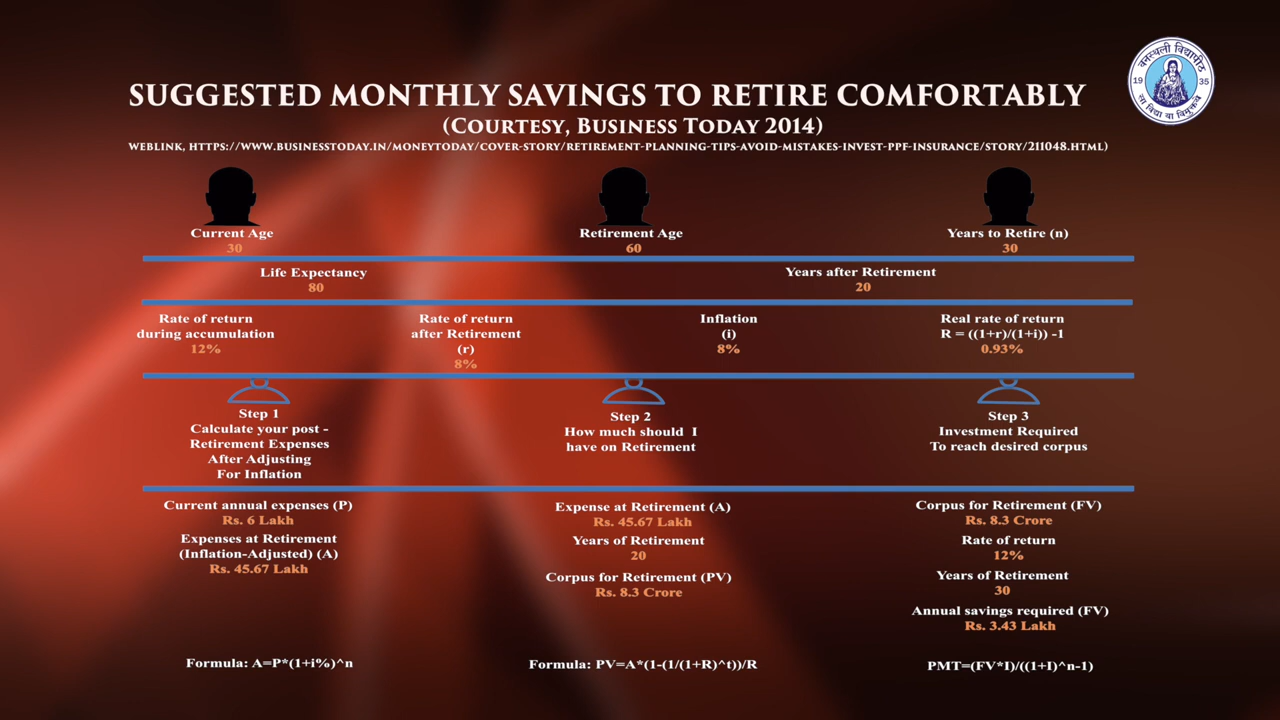 वनस्थली विद्यापीठ
19 35
सा विद्या या विमुक्तये
SUGGESTED MONTHLY SAVINGS TO RETIRE COMFORTABLY
(COURTESY, BUSINESS TODAY 2014)
WEBLINK, HTTPS://WWW.BUSINESSTODAY.IN/MONEYTODAY/COVER-STORY/RETIREMENT-PLANNING-TIPS-AVOID-MISTAKES-INVEST-PPF-INSURANCE/STORY/211048.HTML)
Current Age
30
Retirement Age
60
Years to Retire (n)
30
Life Expectancy
80
Years after Retirement
20
Rate of return
during accumulation
12%
Rate of return
after Retirement
(r)
8%
Inflation
(i)
8%
Real rate of return
R = ((1+r)/(1+i)) -1
0.93%
Step 1
Calculate your post -
Retirement Expenses
After Adjusting
For Inflation
Step 2
How much should I
have on Retirement
Step 3
Investment Required
To reach desired corpus
Current annual expenses (P)
Rs. 6 Lakh
Expenses at Retirement
(Inflation-Adjusted) (A)
Rs. 45.67 Lakh
Formula: A=P*(1+i%)^n
Expense at Retirement (A)
Rs. 45.67 Lakh
Years of Retirement
20
Corpus for Retirement (PV)
Rs. 8.3 Crore
Formula: PV=A*(1-(1/(1+R)^t))/R
Corpus for Retirement (FV)
Rs. 8.3 Crore
Rate of return
12%
Years of Retirement
30
Annual savings required (FV)
Rs. 3.43 Lakh
PMT=(FV*I)/((1+I)^n-1)